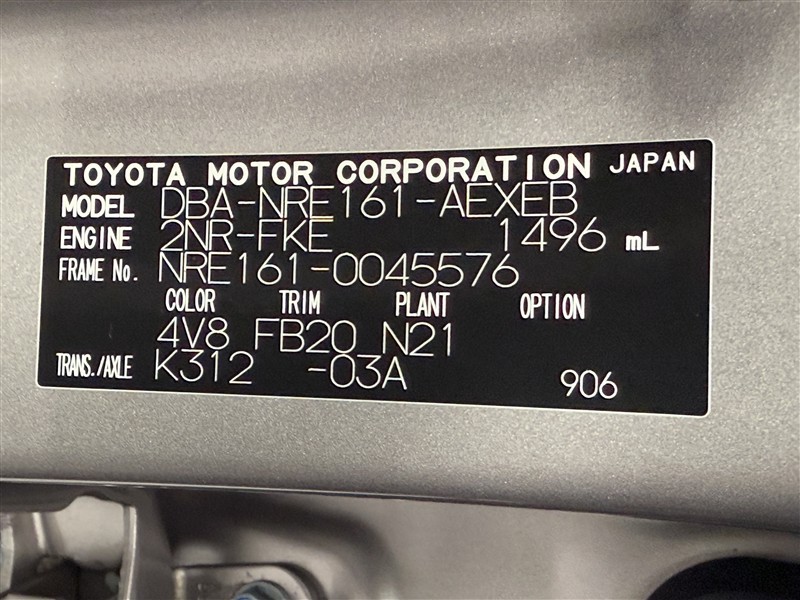 TOYOTA MOTOR CORPORATION JAPAN
MODEL DBA-NRE161-AEXEB
ENGINE 2NR-FKE 1496 mL
FRAME No. NRE161-0045576
COLOR TRIM PLANT OPTION
4V8 FB20 N21
TRANS./AXLE K312 -03A 906